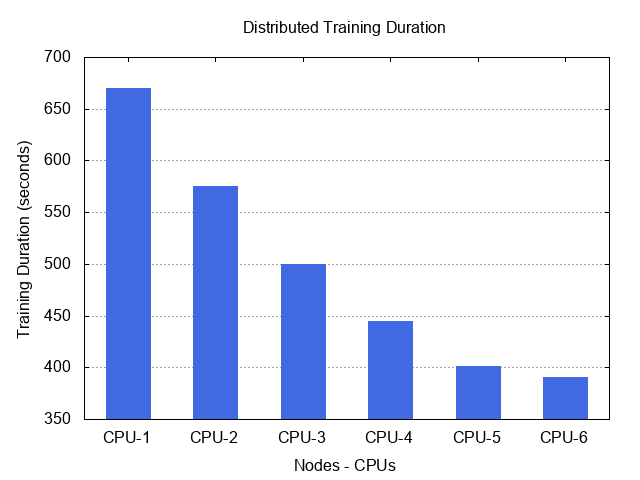 Distributed Training Duration
Training Duration (seconds)
700
650
600
550
500
450
400
350
CPU-1 CPU-2 CPU-3 CPU-4 CPU-5 CPU-6
Nodes - CPUs